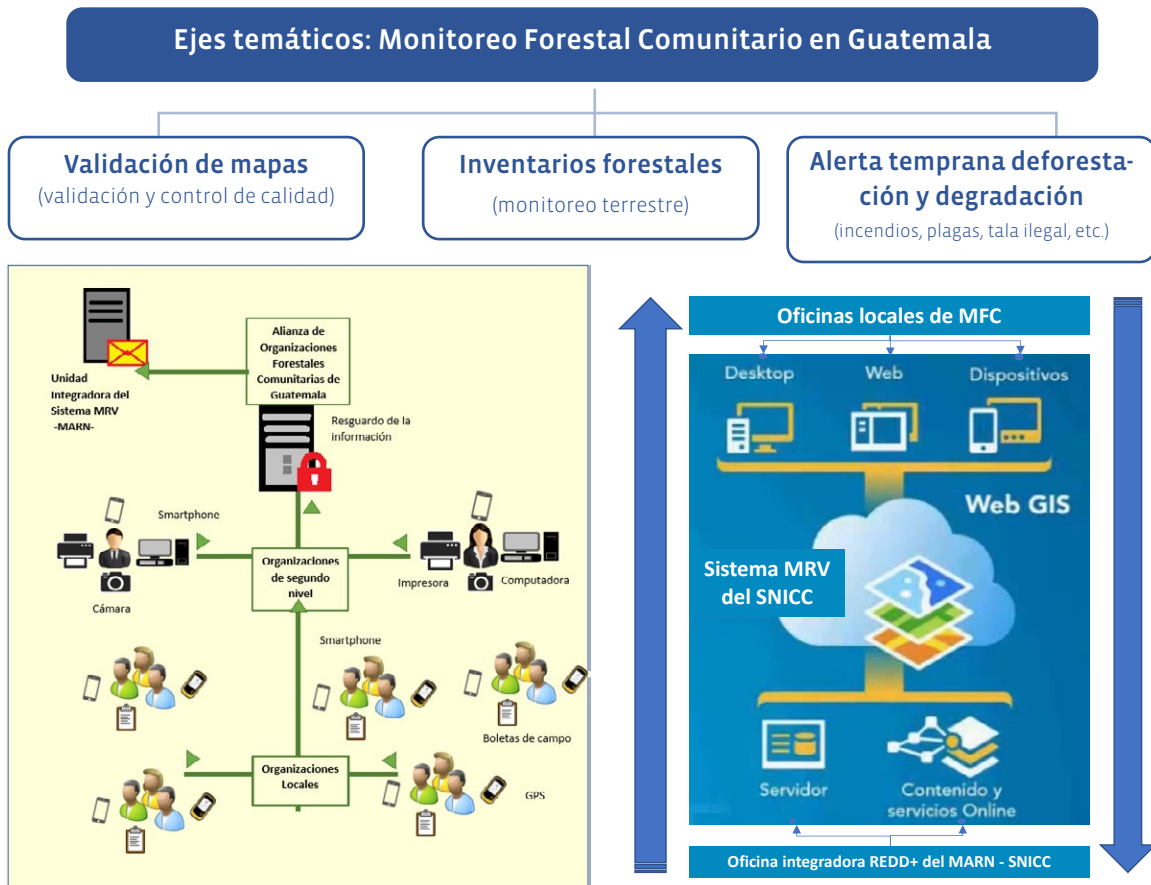 Ejes temáticos: Monitoreo Forestal Comunitario en Guatemala
Validación de mapas
(validación y control de calidad)
Inventarios forestales
(monitoreo terrestre)
Alerta temprana deforesta-
ción y degradación
(incendios, plagas, tala ilegal, etc.)
Alianza de
Organizaciones
Forestales
Comunitarias de
Guatemala
Unidad
Integradora del
Sistema MRV
-MARN-
Resguardo de la
información
Smartphone
Cámara
Organizaciones
de segundo
nivel
Impresora
Computadora
Smartphone
Boletas de campo
Organizaciones
Locales
GPS
Oficinas locales de MFC
Desktop
Web
Dispositivos
Web GIS
Sistema MRV
del SNICC
Servidor
Contenido y
servicios Online
Oficina integradora REDD+ del MARN - SNICC